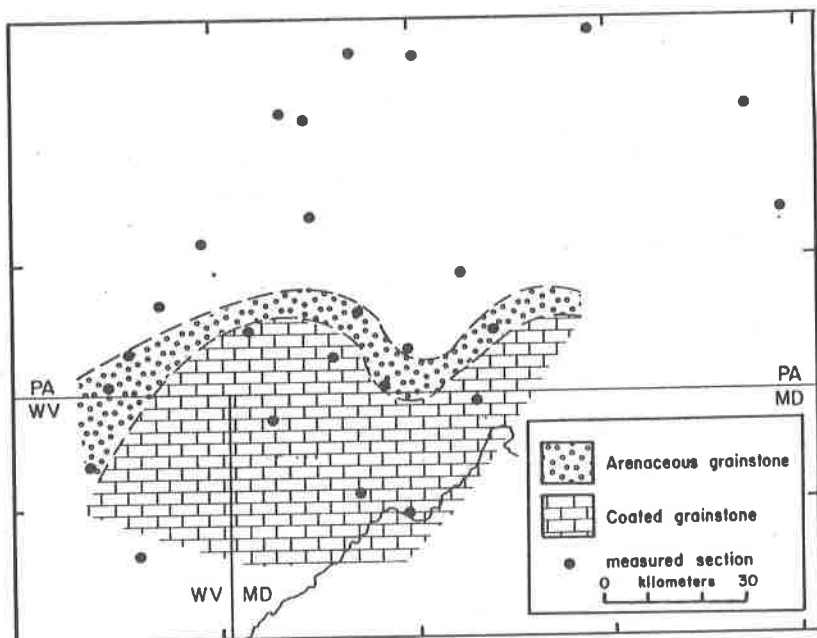 PA
WV
PA
MD
WV
MD
Arenaceous grainstone
Coated grainstone
measured section
0 kilometers 30